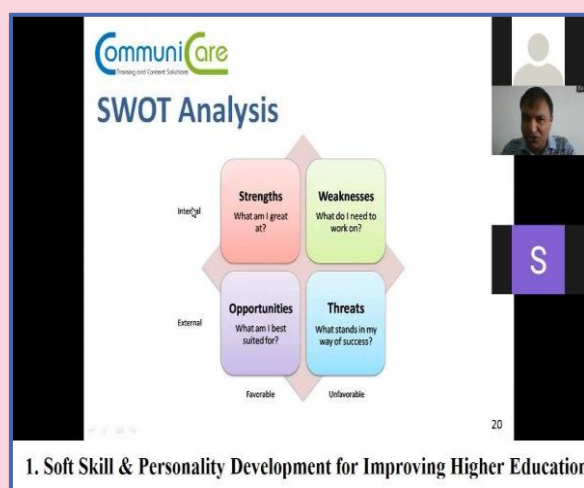 CommuniCare
Training and Content Solutions
SWOT Analysis
Internal
Strengths
What am I great
at?
Weaknesses
What do I need to
work on?
S
External
Opportunities
What am I best
suited for?
Threats
What stands in my
way of success?
Favorable
Unfavorable
20
1. Soft Skill & Personality Development for Improving Higher Education